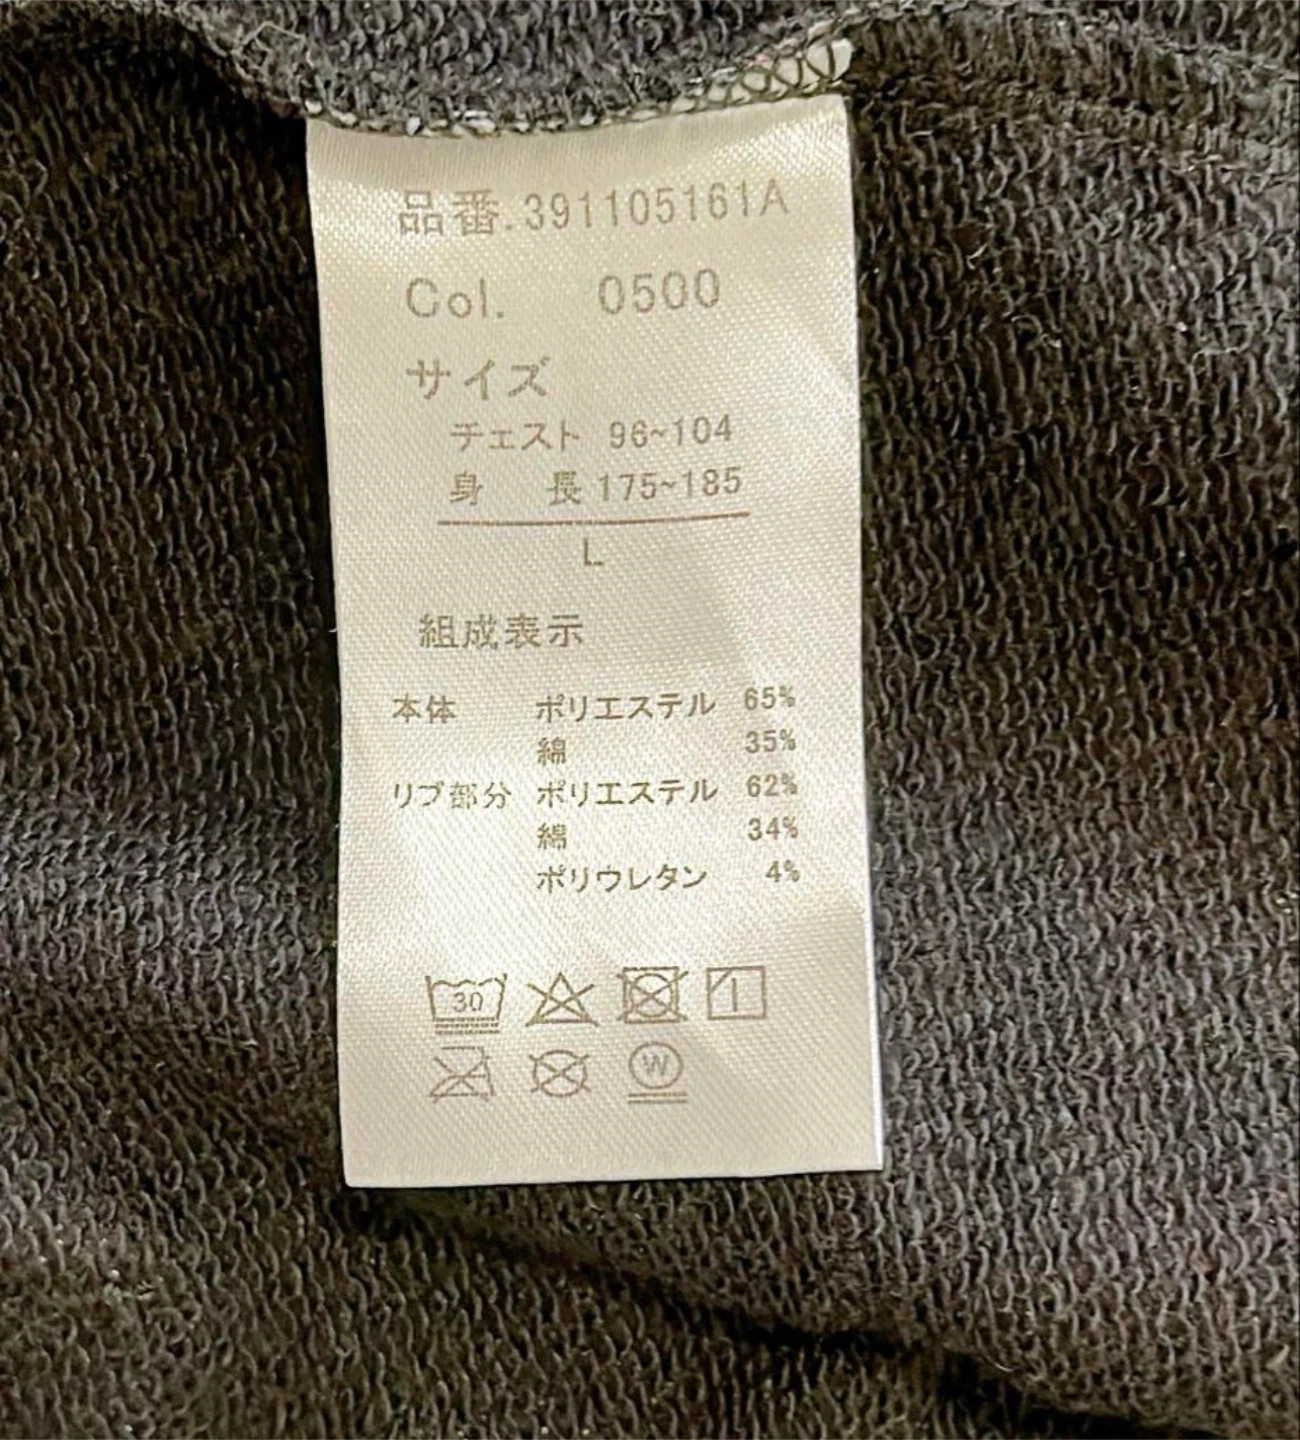 品番.391105161A
Col. 0500
サイズ
チェスト 96~104
身 長 175~185
L
組成表示
本体 ポリエステル 65%
綿 35%
リブ部分 ポリエステル 62%
綿 34%
ポリウレタン 4%
30
W